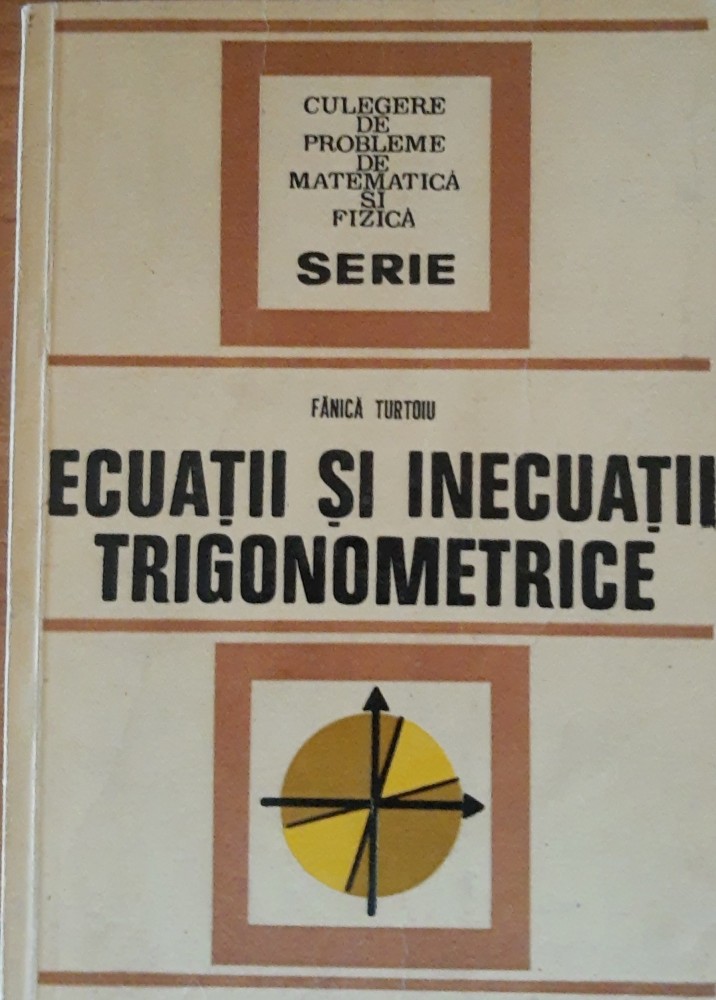 CULEGERE
DE
PROBLEME
DE
MATEMATICĂ
ȘI
FIZICĂ
SERIE
FĂNICĂ TURTOIU
ECUAȚII ȘI INECUAȚII
TRIGONOMETRICE